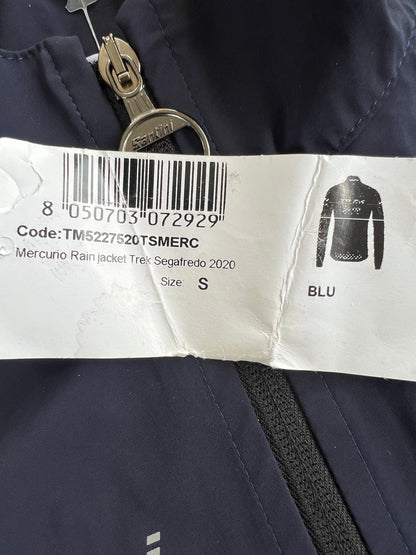 Santini
8 050703 072929
Code:TM5227520TSMERC
Mercurio Rain jacket Trek Segafredo 2020
Size S
BLU